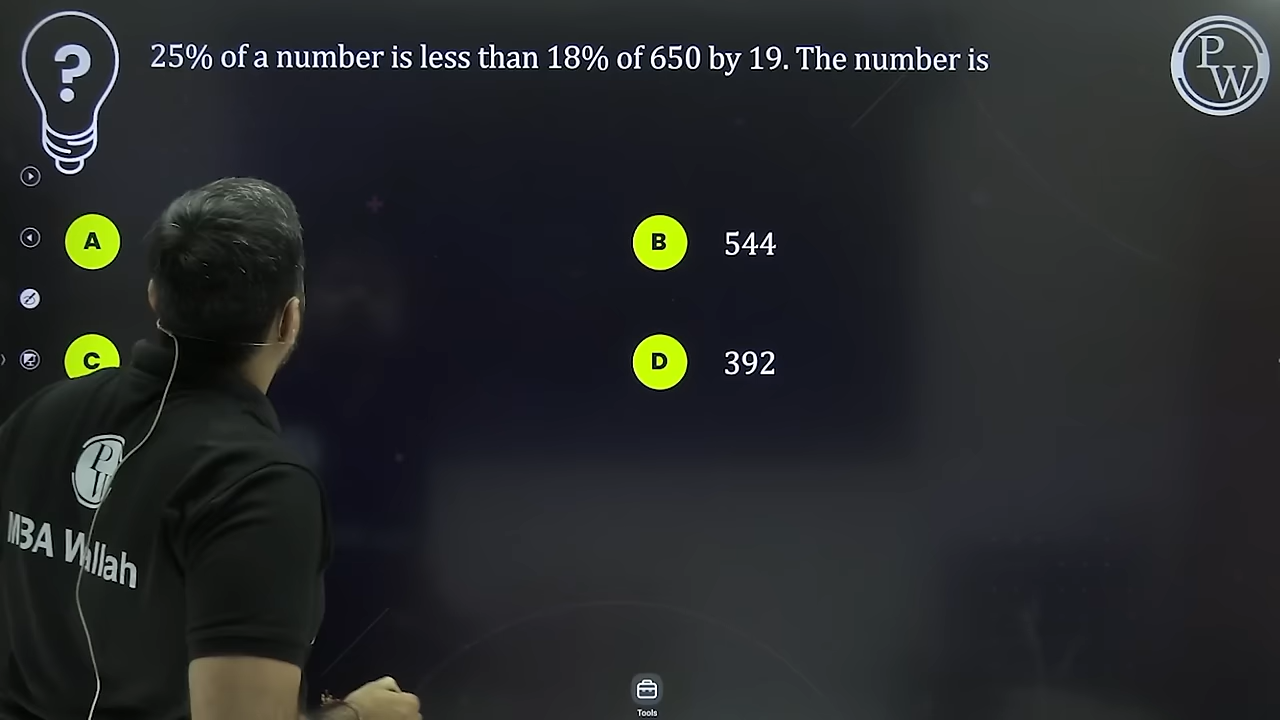 25% of a number is less than 18% of 650 by 19. The number is
PW
A
B 544
C
D 392
MBA Wallah
Tools